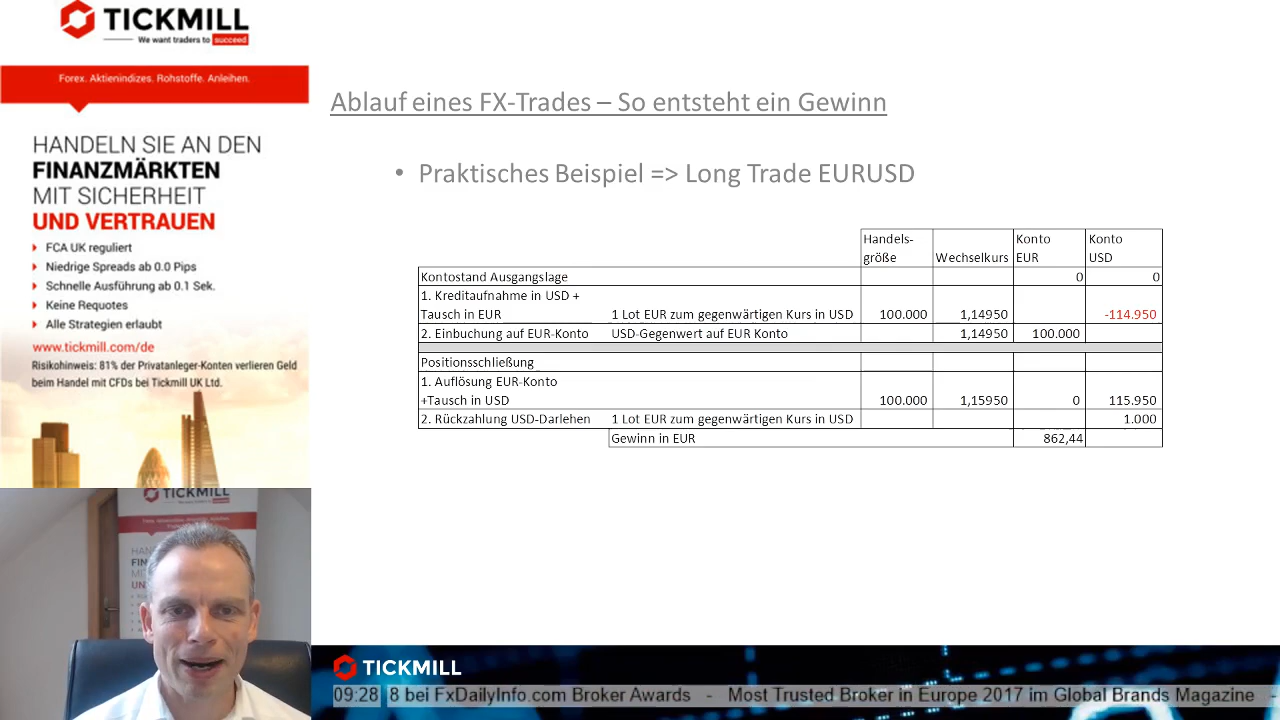 TICKMILL
We want traders to succeed
Forex. Aktienindizes. Rohstoffe. Anleihen.
HANDELN SIE AN DEN
FINANZMÄRKTEN
MIT SICHERHEIT
UND VERTRAUEN
FCA UK reguliert
Niedrige Spreads ab 0.0 Pips
Schnelle Ausführung ab 0.1 Sek.
Keine Requotes
Alle Strategien erlaubt
www.tickmill.com/de
Risikohinweis: 81% der Privatanleger-Konten verlieren Geld
beim Handel mit CFDs bei Tickmill UK Ltd.
Ablauf eines FX-Trades – So entsteht ein Gewinn
• Praktisches Beispiel => Long Trade EURUSD
Handels- Konto Konto
größe Wechselkurs EUR USD
Kontostand Ausgangslage 0 0
1. Kreditaufnahme in USD +
Tausch in EUR 1 Lot EUR zum gegenwärtigen Kurs in USD 100.000 1,14950 -114.950
2. Einbuchung auf EUR-Konto USD-Gegenwert auf EUR Konto 1,14950 100.000
Positionsschließung
1. Auflösung EUR-Konto
+Tausch in USD 100.000 1,15950 0 115.950
2. Rückzahlung USD-Darlehen 1 Lot EUR zum gegenwärtigen Kurs in USD 1.000
Gewinn in EUR 862,44
TICKMILL
TICKMILL
09:28 8 bei FxDailyInfo.com Broker Awards - Most Trusted Broker in Europe 2017 im Global Brands Magazine -